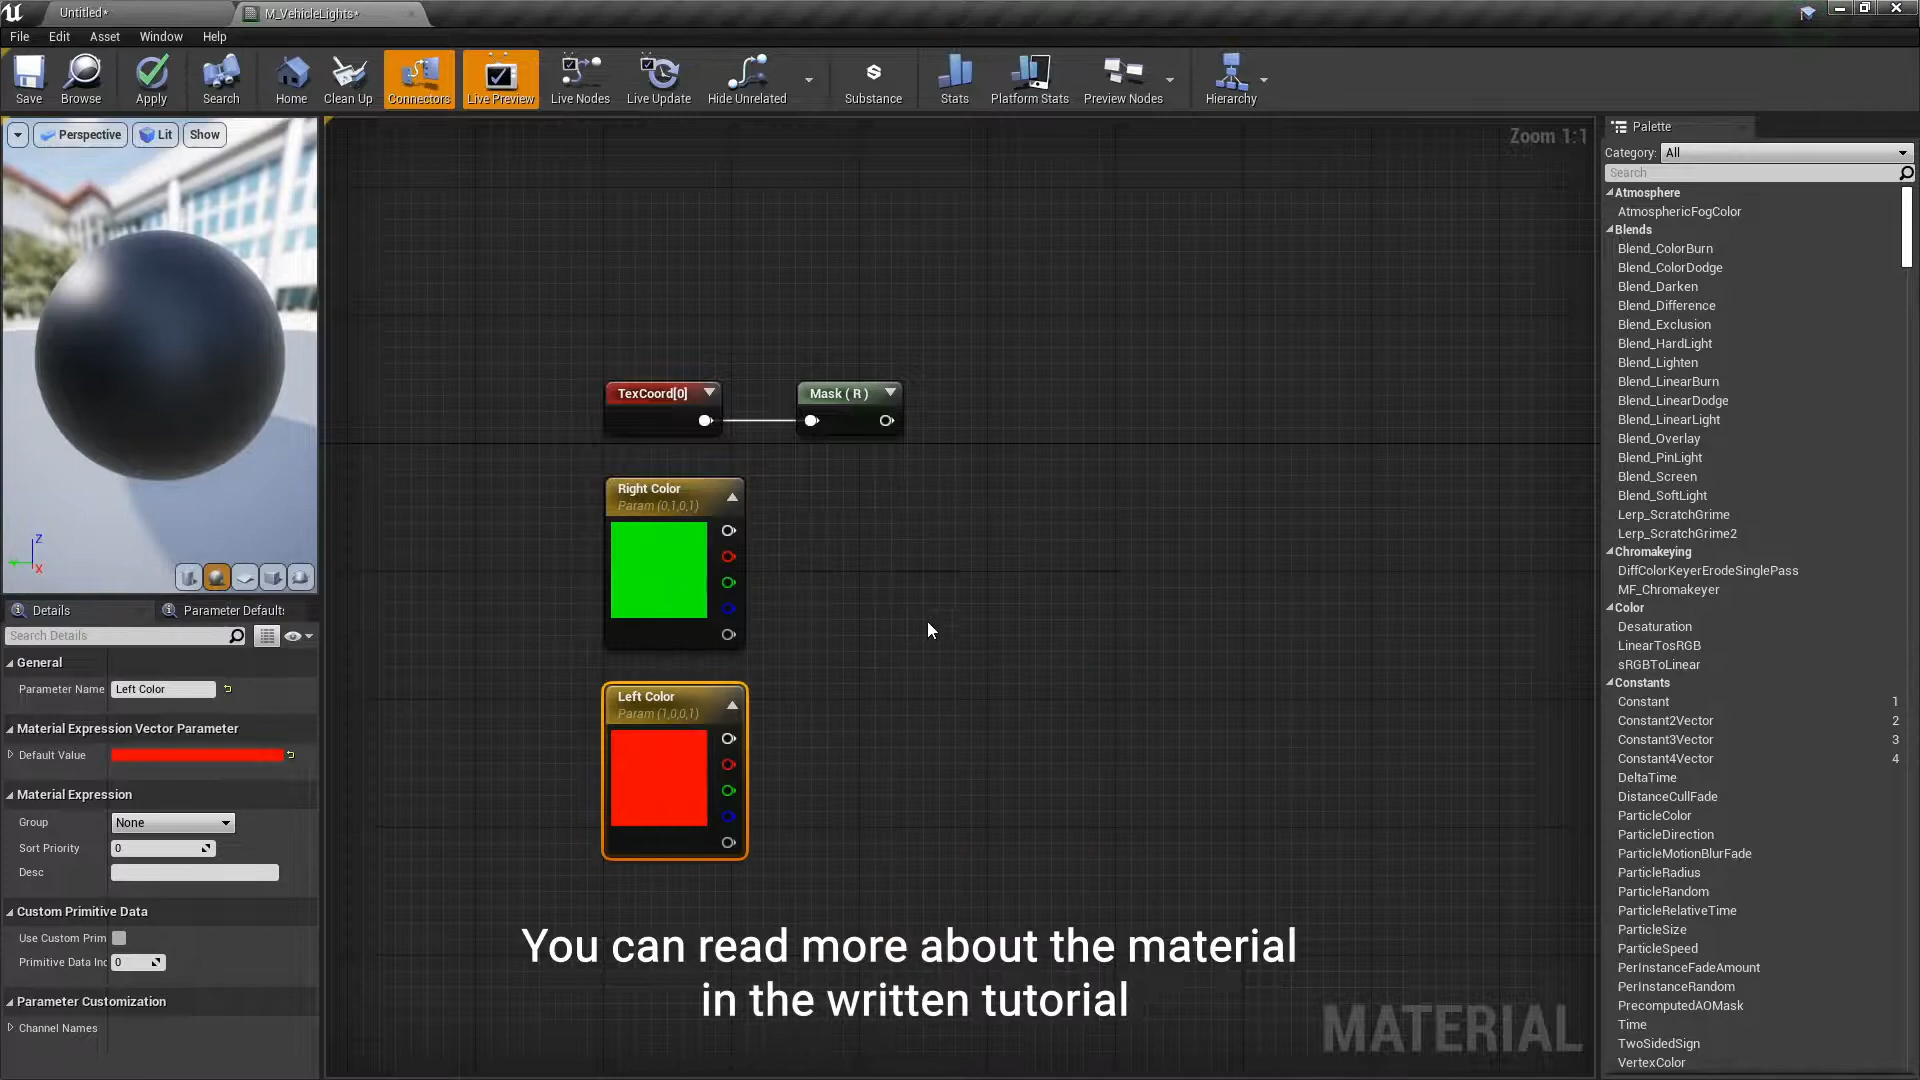 Untitled*
M_VehicleLights*
File Edit Asset Window Help
Save Browse Apply Search Home Clean Up Connectors Live Preview Live Nodes Live Update Hide Unrelated Substance Stats Platform Stats Preview Nodes Hierarchy
Perspective Lit Show
Zoom 1:1
Z
X
TexCoord[0]
Mask ( R )
Right Color
Param (0,1,0,1)
Left Color
Param (1,0,0,1)
You can read more about the material
in the written tutorial
MATERIAL
Details
Parameter Defaults
Search Details
General
Parameter Name Left Color
Material Expression Vector Parameter
Default Value
Material Expression
Group None
Sort Priority 0
Desc
Custom Primitive Data
Use Custom Prim
Primitive Data Inc 0
Parameter Customization
Channel Names
Palette
Category: All
Search
Atmosphere
AtmosphericFogColor
Blends
Blend_ColorBurn
Blend_ColorDodge
Blend_Darken
Blend_Difference
Blend_Exclusion
Blend_HardLight
Blend_Lighten
Blend_LinearBurn
Blend_LinearDodge
Blend_LinearLight
Blend_Overlay
Blend_PinLight
Blend_Screen
Blend_SoftLight
Lerp_ScratchGrime
Lerp_ScratchGrime2
Chromakeying
DiffColorKeyerErodeSinglePass
MF_Chromakeyer
Color
Desaturation
LinearTosRGB
sRGBToLinear
Constants
Constant 1
Constant2Vector 2
Constant3Vector 3
Constant4Vector 4
DeltaTime
DistanceCullFade
ParticleColor
ParticleDirection
ParticleMotionBlurFade
ParticleRadius
ParticleRandom
ParticleRelativeTime
ParticleSize
ParticleSpeed
PerInstanceFadeAmount
PerInstanceRandom
PrecomputedAOMask
Time
TwoSidedSign
VertexColor